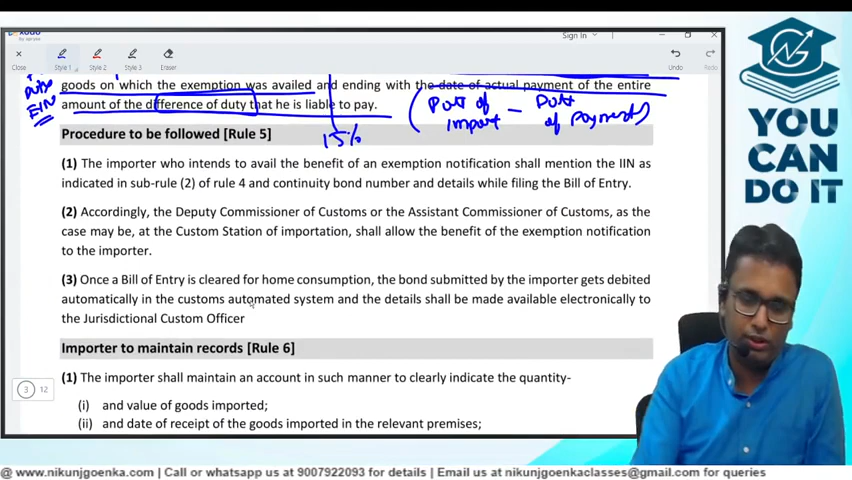 Sign In
Close
Style 1
Style 2
Style 3
Eraser
goods on which the exemption was availed and ending with the date of actual payment of the entire
amount of the difference of duty that he is liable to pay.
EIN
15%
Date of import – Date of payment
Procedure to be followed [Rule 5]
(1) The importer who intends to avail the benefit of an exemption notification shall mention the IIN as
indicated in sub-rule (2) of rule 4 and continuity bond number and details while filing the Bill of Entry.
(2) Accordingly, the Deputy Commissioner of Customs or the Assistant Commissioner of Customs, as the
case may be, at the Custom Station of importation, shall allow the benefit of the exemption notification
to the importer.
(3) Once a Bill of Entry is cleared for home consumption, the bond submitted by the importer gets debited
automatically in the customs automated system and the details shall be made available electronically to
the Jurisdictional Custom Officer
Importer to maintain records [Rule 6]
(1) The importer shall maintain an account in such manner to clearly indicate the quantity-
(i) and value of goods imported;
(ii) and date of receipt of the goods imported in the relevant premises;
3 12
NG
YOU
CAN
DO IT
@ www.nikunjgoenka.com | Call or whatsapp us at 9007922093 for details | Email us at nikunjgoenkaclasses@gmail.com for queries